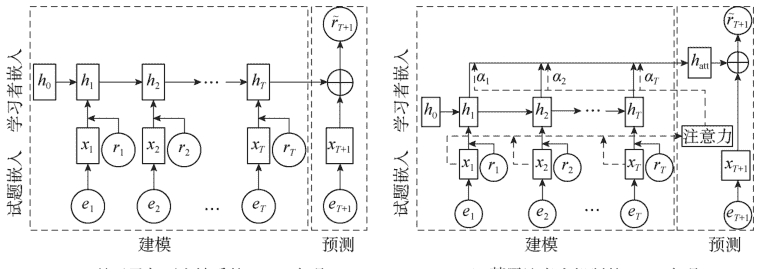 r̃T+1
学习者嵌入
h0
h1
h2
...
hT
x1
r1
x2
r2
xT
rT
xT+1
试题嵌入
e1
e2
...
eT
eT+1
建模
预测
r̃T+1
学习者嵌入
α1
α2
αT
hatt
h0
h1
h2
...
hT
注意力
x1
r1
x2
r2
xT
rT
xT+1
试题嵌入
e1
e2
...
eT
eT+1
建模
预测